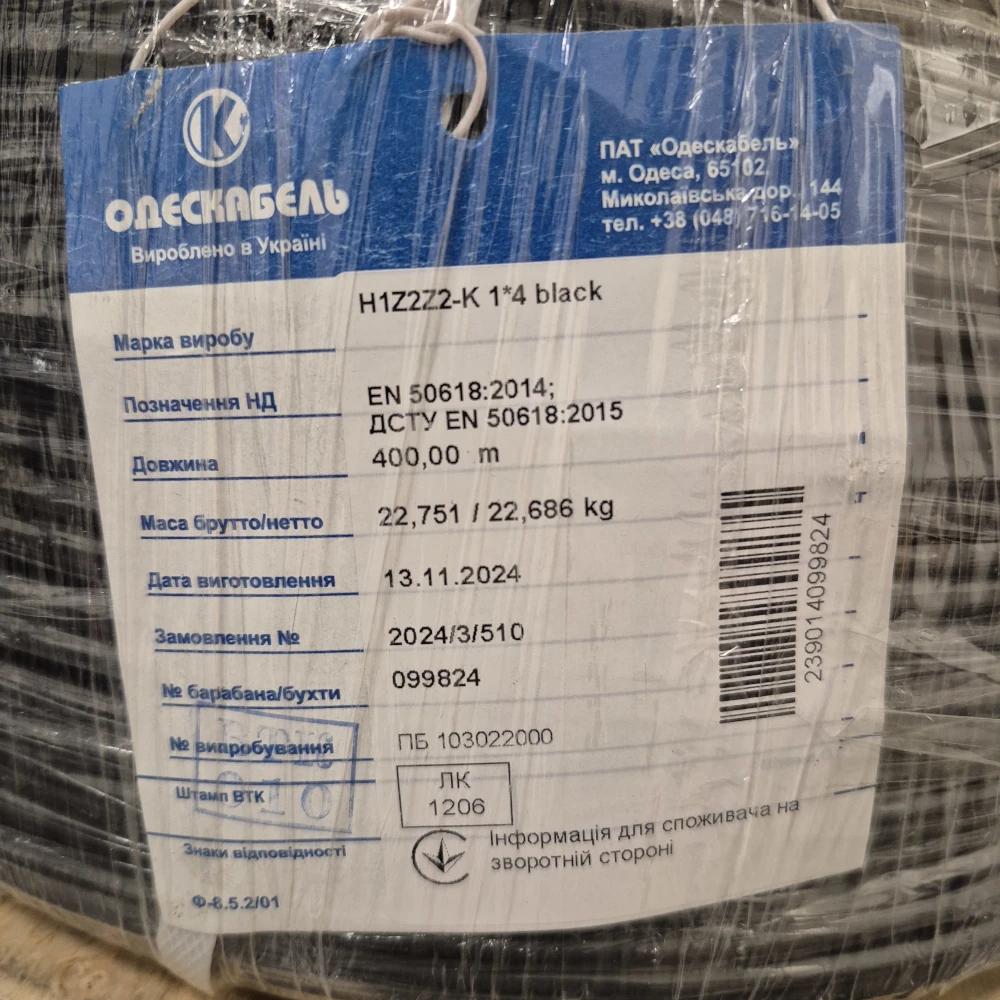 ОДЕСКАБЕЛЬ
Вироблено в Україні
ПАТ «Одескабель»
м. Одеса, 65102
Миколаївська дор. 144
тел. +38 (048) 716-14-05
Марка виробу H1Z2Z2-K 1*4 black
Позначення НД EN 50618:2014;
ДСТУ EN 50618:2015
Довжина 400,00 m
Маса брутто/нетто 22,751 / 22,686 kg
Дата виготовлення 13.11.2024
Замовлення № 2024/3/510
№ барабана/бухти 099824
№ випробування ПБ 103022000
Штамп ВТК ЛК
1206
Знаки відповідності Інформація для споживача на
зворотній стороні
Ф-8.5.2/01
239014099824